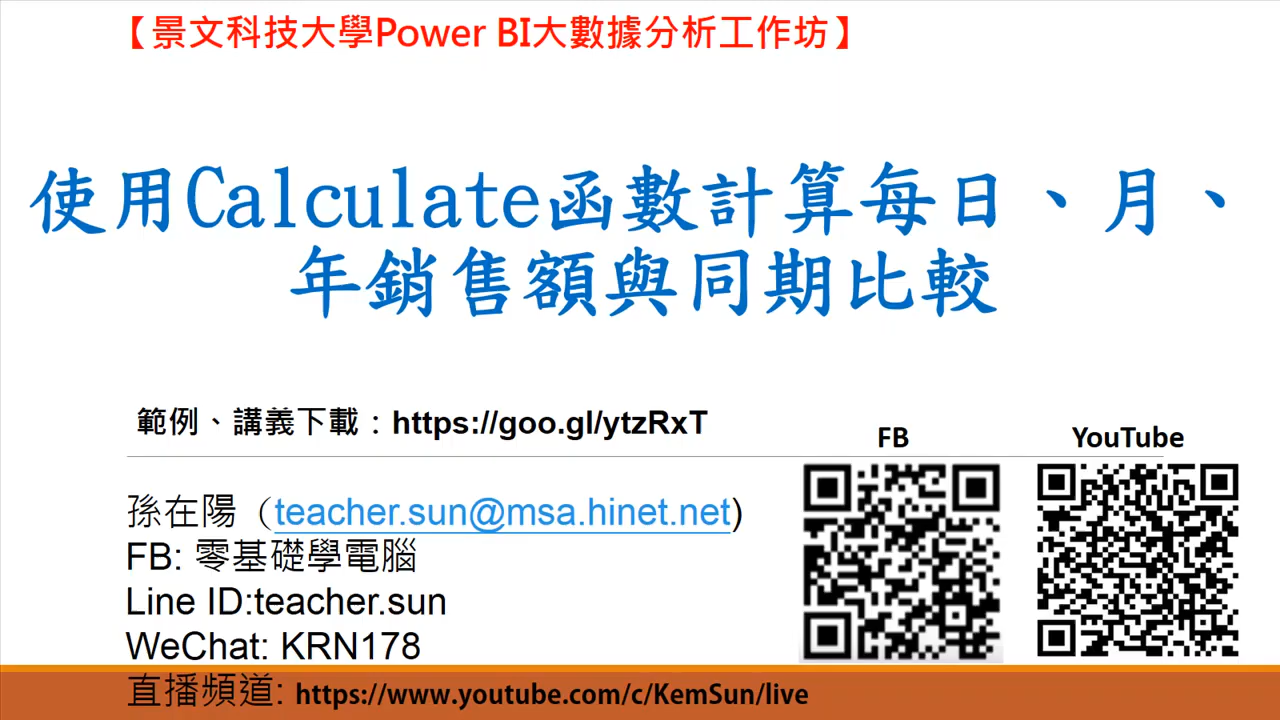 【景文科技大學Power BI大數據分析工作坊】
使用Calculate函數計算每日、月、
年銷售額與同期比較
範例、講義下載：https://goo.gl/ytzRxT
FB
YouTube
孫在陽（teacher.sun@msa.hinet.net)
FB: 零基礎學電腦
Line ID:teacher.sun
WeChat: KRN178
直播頻道: https://www.youtube.com/c/KemSun/live